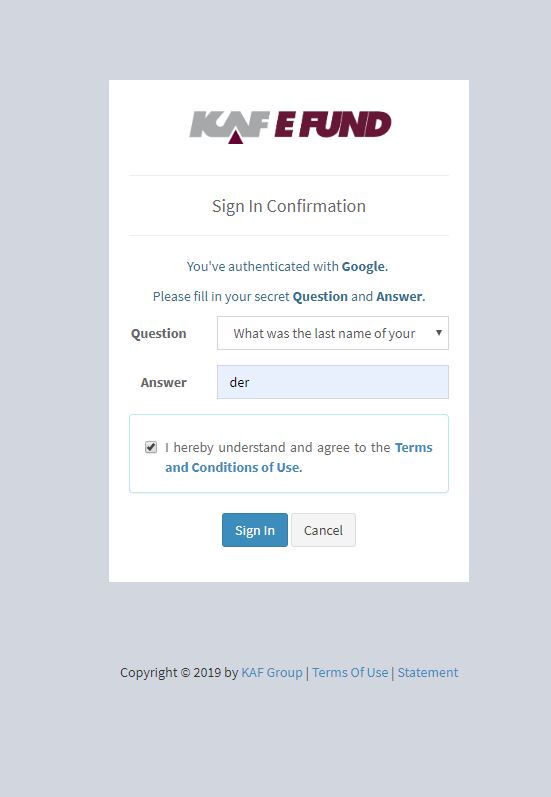 KAF E FUND
Sign In Confirmation
You've authenticated with Google.
Please fill in your secret Question and Answer.
Question What was the last name of your
Answer der
I hereby understand and agree to the Terms
and Conditions of Use.
Sign In Cancel
Copyright © 2019 by KAF Group | Terms Of Use | Statement